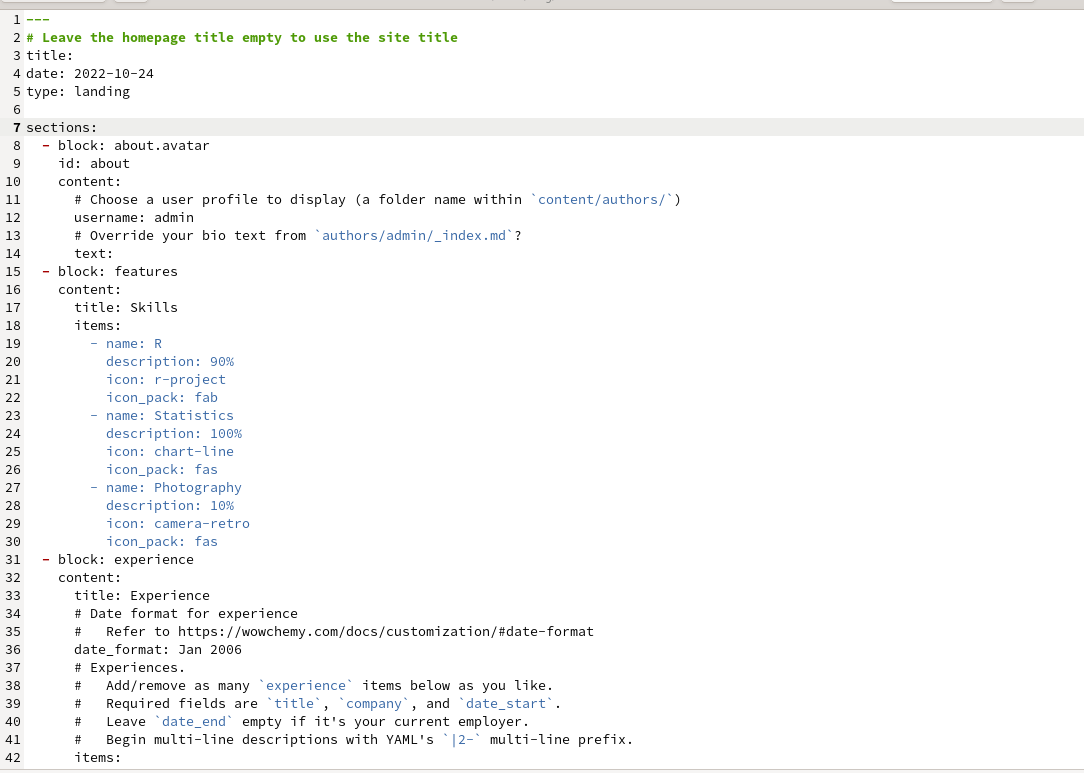 1 ---
2 # Leave the homepage title empty to use the site title
3 title:
4 date: 2022-10-24
5 type: landing
6
7 sections:
8   - block: about.avatar
9     id: about
10     content:
11       # Choose a user profile to display (a folder name within `content/authors/`)
12       username: admin
13       # Override your bio text from `authors/admin/_index.md`?
14       text:
15   - block: features
16     content:
17       title: Skills
18       items:
19         - name: R
20           description: 90%
21           icon: r-project
22           icon_pack: fab
23         - name: Statistics
24           description: 100%
25           icon: chart-line
26           icon_pack: fas
27         - name: Photography
28           description: 10%
29           icon: camera-retro
30           icon_pack: fas
31   - block: experience
32     content:
33       title: Experience
34       # Date format for experience
35       #   Refer to https://wowchemy.com/docs/customization/#date-format
36       date_format: Jan 2006
37       # Experiences.
38       #   Add/remove as many `experience` items below as you like.
39       #   Required fields are `title`, `company`, and `date_start`.
40       #   Leave `date_end` empty if it's your current employer.
41       #   Begin multi-line descriptions with YAML's `|2-` multi-line prefix.
42       items: